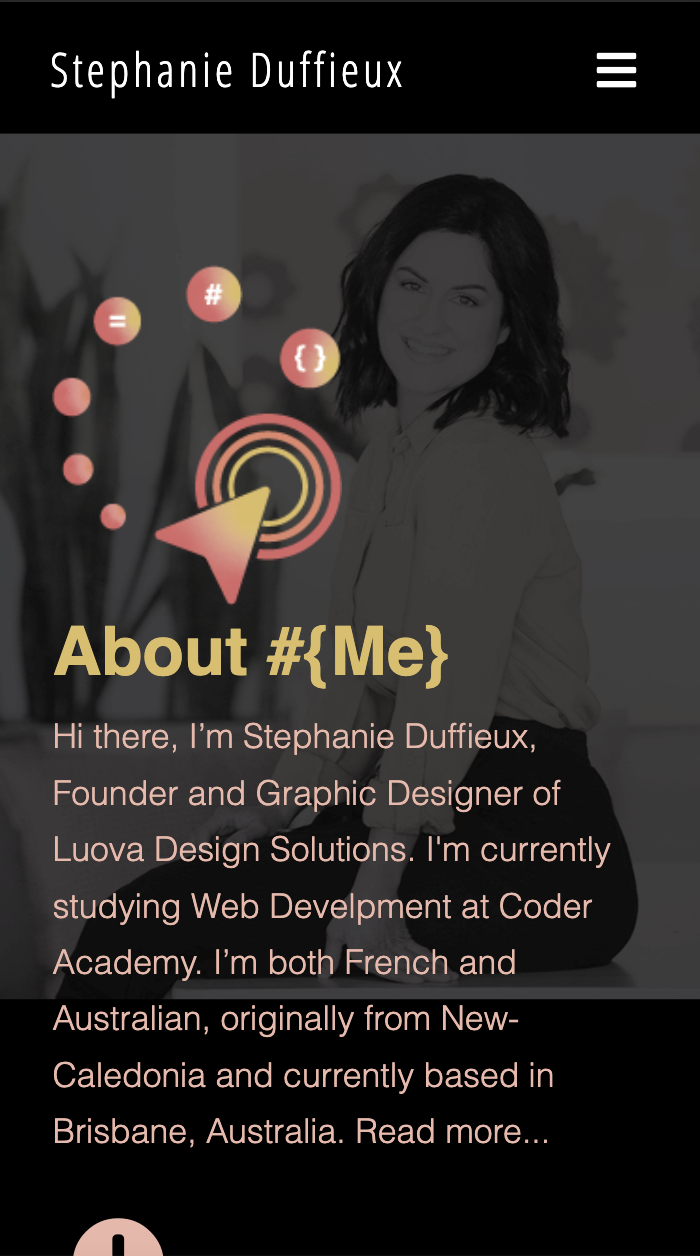 Stephanie Duffieux
#
=
{ }
About #{Me}
Hi there, I’m Stephanie Duffieux,
Founder and Graphic Designer of
Luova Design Solutions. I'm currently
studying Web Develpment at Coder
Academy. I’m both French and
Australian, originally from New-
Caledonia and currently based in
Brisbane, Australia. Read more...